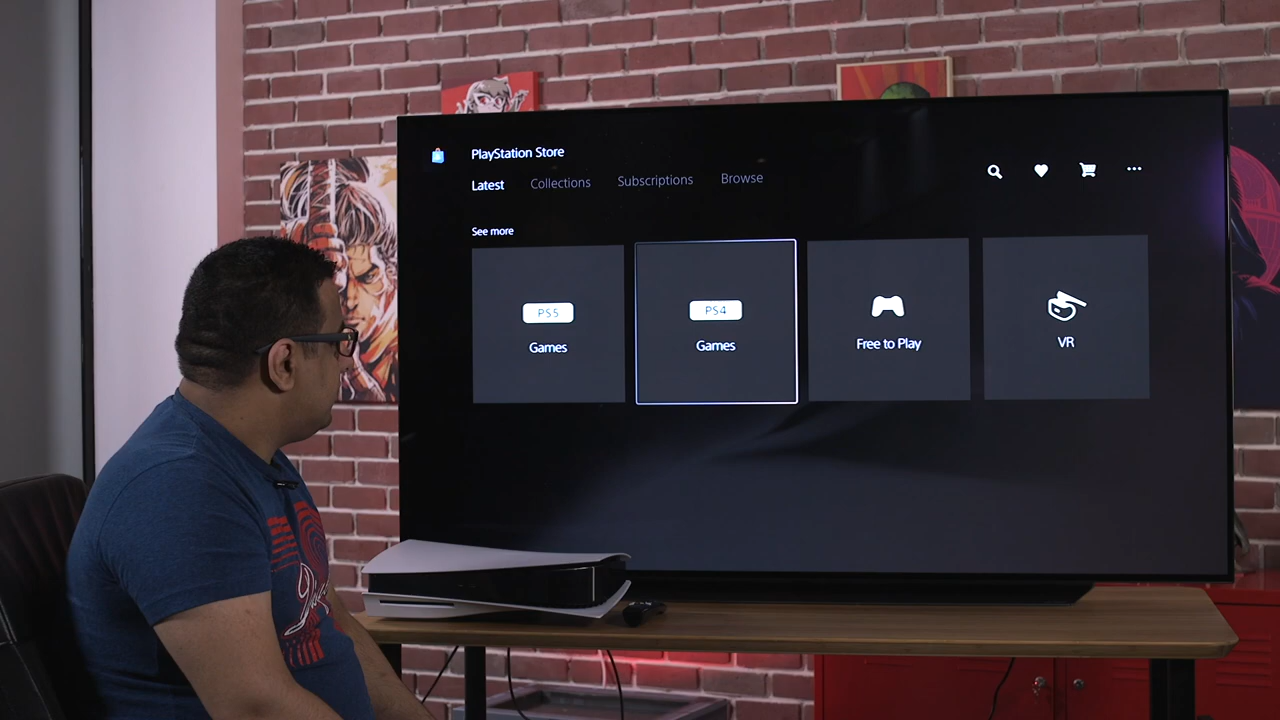 PlayStation Store
Latest Collections Subscriptions Browse
See more
PS5 PS4
Games Games Free to Play VR